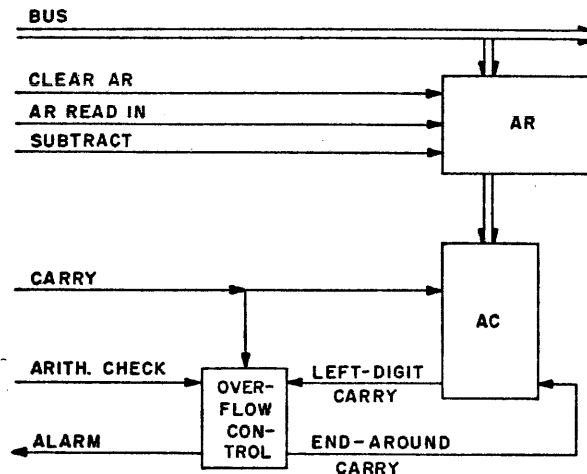 BUS
CLEAR AR
AR READ IN
SUBTRACT
AR
CARRY
AC
ARITH. CHECK
OVER-
FLOW
CON-
TROL
LEFT-DIGIT
CARRY
ALARM
END-AROUND
CARRY